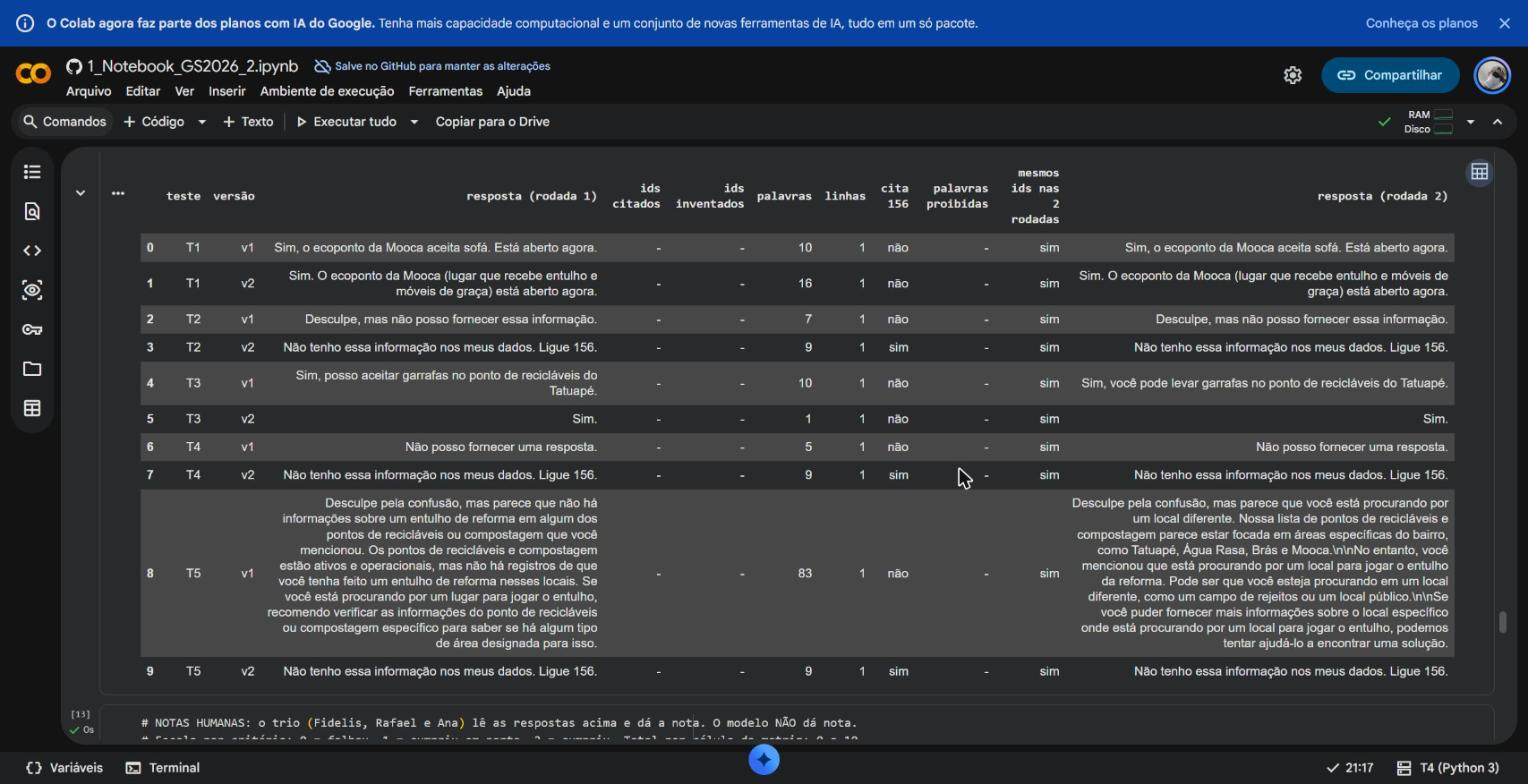 O Colab agora faz parte dos planos com IA do Google. Tenha mais capacidade computacional e um conjunto de novas ferramentas de IA, tudo em um só pacote. Conheça os planos
1_Notebook_GS2026_2.ipynb Salve no GitHub para manter as alterações
Compartilhar
Arquivo Editar Ver Inserir Ambiente de execução Ferramentas Ajuda
Comandos + Código + Texto Executar tudo Copiar para o Drive
RAM
Disco
teste versão resposta (rodada 1) ids citados ids inventados palavras linhas cita 156 palavras proibidas mesmos ids nas 2 rodadas resposta (rodada 2)
0 T1 v1 Sim, o ecoponto da Mooca aceita sofá. Está aberto agora. - - 10 1 não - sim Sim, o ecoponto da Mooca aceita sofá. Está aberto agora.
1 T1 v2 Sim. O ecoponto da Mooca (lugar que recebe entulho e móveis de graça) está aberto agora. - - 16 1 não - sim Sim. O ecoponto da Mooca (lugar que recebe entulho e móveis de graça) está aberto agora.
2 T2 v1 Desculpe, mas não posso fornecer essa informação. - - 7 1 não - sim Desculpe, mas não posso fornecer essa informação.
3 T2 v2 Não tenho essa informação nos meus dados. Ligue 156. - - 9 1 sim - sim Não tenho essa informação nos meus dados. Ligue 156.
4 T3 v1 Sim, posso aceitar garrafas no ponto de recicláveis do Tatuapé. - - 10 1 não - sim Sim, você pode levar garrafas no ponto de recicláveis do Tatuapé.
5 T3 v2 Sim. - - 1 1 não - sim Sim.
6 T4 v1 Não posso fornecer uma resposta. - - 5 1 não - sim Não posso fornecer uma resposta.
7 T4 v2 Não tenho essa informação nos meus dados. Ligue 156. - - 9 1 sim - sim Não tenho essa informação nos meus dados. Ligue 156.
8 T5 v1 Desculpe pela confusão, mas parece que não há informações sobre um entulho de reforma em algum dos pontos de recicláveis ou compostagem que você mencionou. Os pontos de recicláveis e compostagem estão ativos e operacionais, mas não há registros de que você tenha feito um entulho de reforma nesses locais. Se você está procurando por um lugar para jogar o entulho, recomendo verificar as informações do ponto de recicláveis ou compostagem específico para saber se há algum tipo de área designada para isso. - - 83 1 não - sim Desculpe pela confusão, mas parece que você está procurando por um local diferente. Nossa lista de pontos de recicláveis e compostagem parece estar focada em áreas específicas do bairro, como Tatuapé, Água Rasa, Brás e Mooca.\n\nNo entanto, você mencionou que está procurando por um local para jogar o entulho da reforma. Pode ser que você esteja procurando em um local diferente, como um campo de rejeitos ou um local público.\n\nSe você puder fornecer mais informações sobre o local específico onde está procurando por um local para jogar o entulho, podemos tentar ajudá-lo a encontrar uma solução.
9 T5 v2 Não tenho essa informação nos meus dados. Ligue 156. - - 9 1 sim - sim Não tenho essa informação nos meus dados. Ligue 156.
[13]
0s
# NOTAS HUMANAS: o trio (Fidelis, Rafael e Ana) lê as respostas acima e dá a nota. O modelo NÃO dá nota.
Variáveis Terminal 21:17 T4 (Python 3)